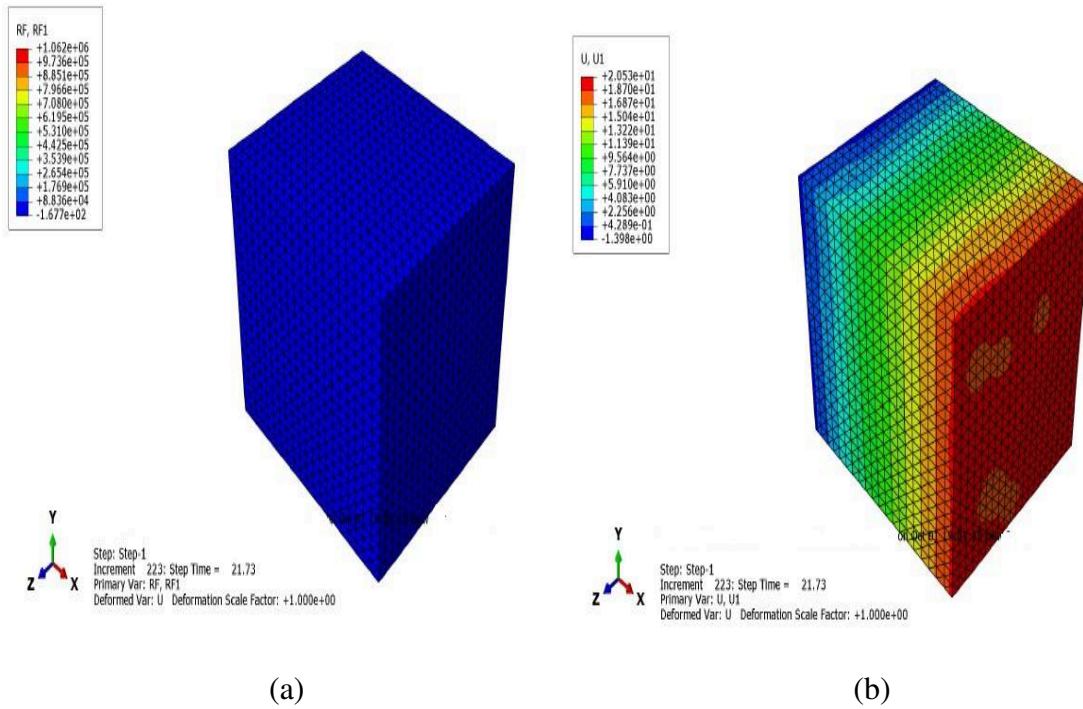 RF, RF1
+1.062e+06
+9.736e+05
+8.851e+05
+7.966e+05
+7.080e+05
+6.195e+05
+5.310e+05
+4.425e+05
+3.539e+05
+2.654e+05
+1.769e+05
+8.836e+04
-1.677e+02
Y
Z
X
Step: Step-1
Increment 223: Step Time = 21.73
Primary Var: RF, RF1
Deformed Var: U Deformation Scale Factor: +1.000e+00
(a)
U, U1
+2.053e+01
+1.870e+01
+1.687e+01
+1.504e+01
+1.322e+01
+1.139e+01
+9.564e+00
+7.737e+00
+5.910e+00
+4.083e+00
+2.256e+00
+4.289e-01
-1.398e+00
Y
Z
X
Step: Step-1
Increment 223: Step Time = 21.73
Primary Var: U, U1
Deformed Var: U Deformation Scale Factor: +1.000e+00
(b)